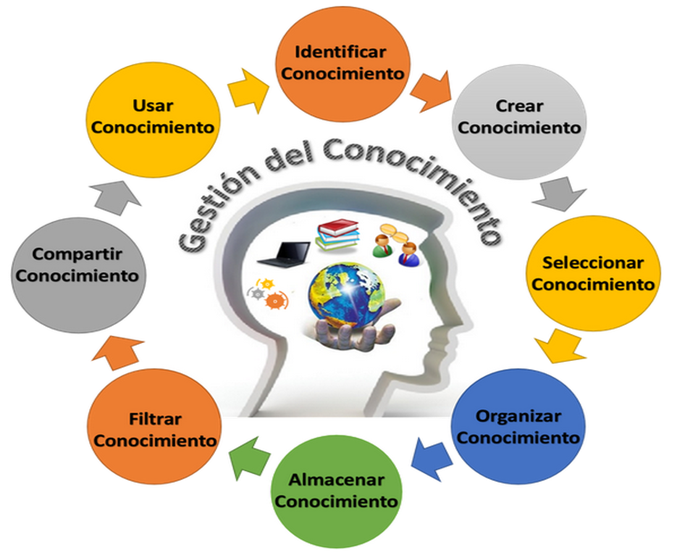 Identificar
Conocimiento
Crear
Conocimiento
Seleccionar
Conocimiento
Organizar
Conocimiento
Almacenar
Conocimiento
Filtrar
Conocimiento
Compartir
Conocimiento
Usar
Conocimiento
Gestión del Conocimiento